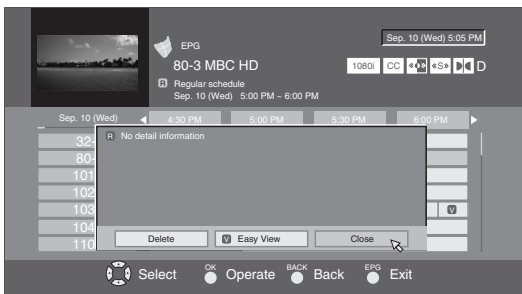 Sep. 10 (Wed) 5:05 PM
EPG
80-3 MBC HD
1080i CC «S» D
R Regular schedule
Sep. 10 (Wed) 5:00 PM ~ 6:00 PM
Sep. 10 (Wed) 4:30 PM 5:00 PM 5:30 PM 6:00 PM
R No detail information
32-
80-
101
102
103 V
104
110
Delete V Easy View Close
Select OK Operate BACK Back EPG Exit